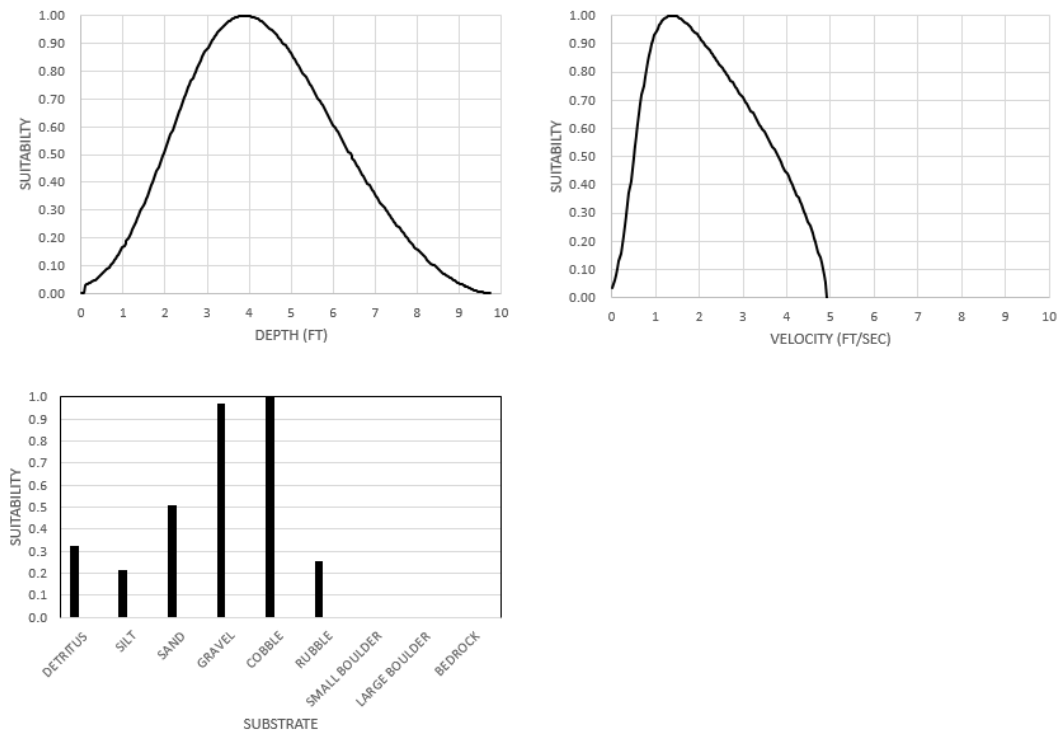 1.00
0.90
0.80
0.70
0.60
0.50
0.40
0.30
0.20
0.10
0.00
SUITABILTY
0 1 2 3 4 5 6 7 8 9 10
DEPTH (FT)
1.00
0.90
0.80
0.70
0.60
0.50
0.40
0.30
0.20
0.10
0.00
SUITABILTY
0 1 2 3 4 5 6 7 8 9 10
VELOCITY (FT/SEC)
1.0
0.9
0.8
0.7
0.6
0.5
0.4
0.3
0.2
0.1
0.0
SUITABILITY
DETRITUS
SILT
SAND
GRAVEL
COBBLE
RUBBLE
SMALL BOULDER
LARGE BOULDER
BEDROCK
SUBSTRATE